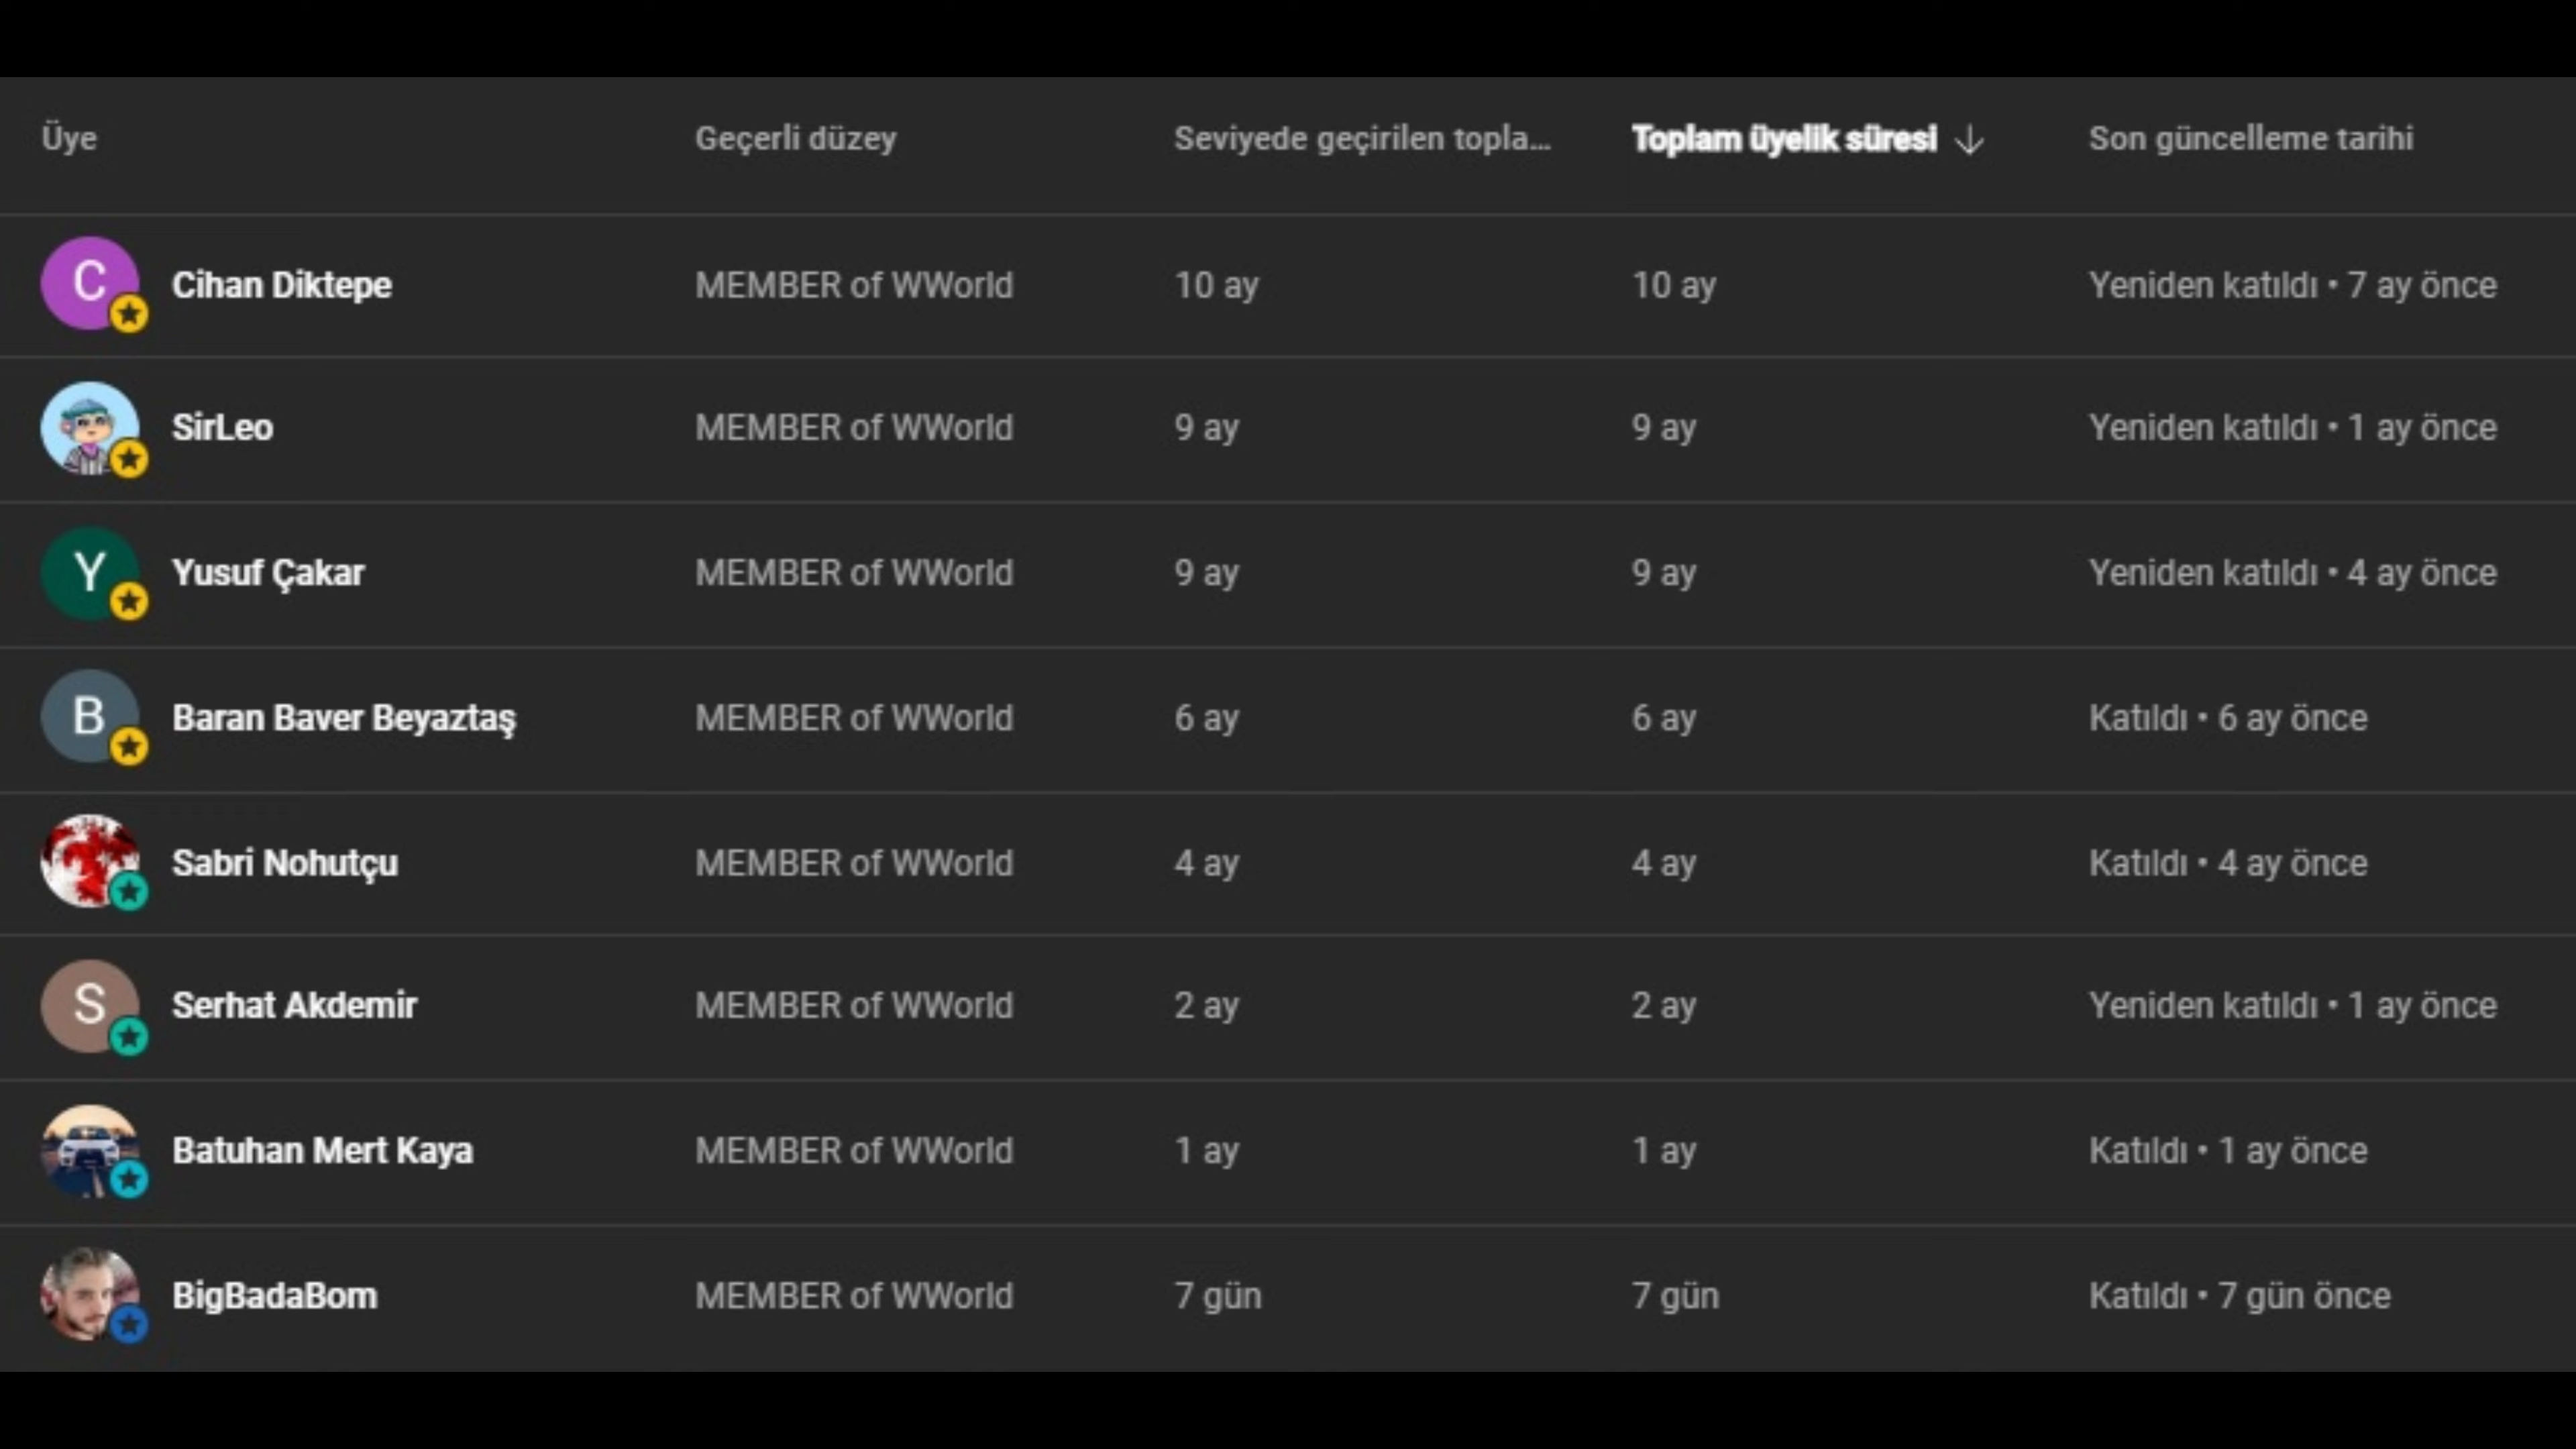 Üye Geçerli düzey Seviyede geçirilen topla... Toplam üyelik süresi ↓ Son güncelleme tarihi
C Cihan Diktepe MEMBER of WWorld 10 ay 10 ay Yeniden katıldı • 7 ay önce
SirLeo MEMBER of WWorld 9 ay 9 ay Yeniden katıldı • 1 ay önce
Y Yusuf Çakar MEMBER of WWorld 9 ay 9 ay Yeniden katıldı • 4 ay önce
B Baran Baver Beyaztaş MEMBER of WWorld 6 ay 6 ay Katıldı • 6 ay önce
Sabri Nohutçu MEMBER of WWorld 4 ay 4 ay Katıldı • 4 ay önce
S Serhat Akdemir MEMBER of WWorld 2 ay 2 ay Yeniden katıldı • 1 ay önce
Batuhan Mert Kaya MEMBER of WWorld 1 ay 1 ay Katıldı • 1 ay önce
BigBadaBom MEMBER of WWorld 7 gün 7 gün Katıldı • 7 gün önce